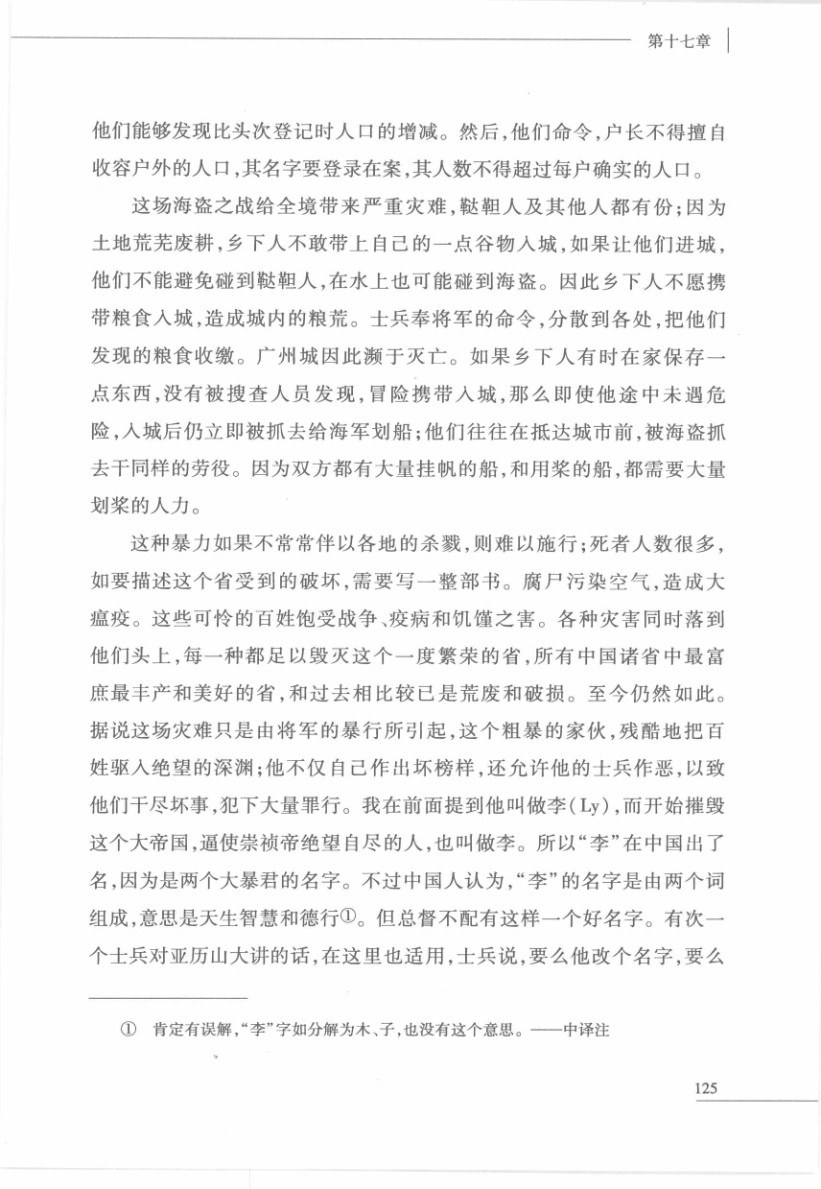 第十七章
他们能够发现比头次登记时人口的增减。然后,他们命令,户长不得擅自
收容户外的人口,其名字要登录在案,其人数不得超过每户确实的人口。
这场海盗之战给全境带来严重灾难,鞑靼人及其他人都有份;因为
土地荒芜废耕,乡下人不敢带上自己的一点谷物入城,如果让他们进城,
他们不能避免碰到鞑靼人,在水上也可能碰到海盗。因此乡下人不愿携
带粮食入城,造成城内的粮荒。士兵奉将军的命令,分散到各处,把他们
发现的粮食收缴。广州城因此濒于灭亡。如果乡下人有时在家保存一
点东西,没有被搜查人员发现,冒险携带入城,那么即使他途中未遇危
险,入城后仍立即被抓去给海军划船;他们往往在抵达城市前,被海盗抓
去干同样的劳役。因为双方都有大量挂帆的船,和用桨的船,都需要大量
划桨的人力。
这种暴力如果不常常伴以各地的杀戮,则难以施行;死者人数很多,
如要描述这个省受到的破坏,需要写一整部书。腐尸污染空气,造成大
瘟疫。这些可怜的百姓饱受战争、疫病和饥馑之害。各种灾害同时落到
他们头上,每一种都足以毁灭这个一度繁荣的省,所有中国诸省中最富
庶最丰产和美好的省,和过去相比较已是荒废和破损。至今仍然如此。
据说这场灾难只是由将军的暴行所引起,这个粗暴的家伙,残酷地把百
姓驱入绝望的深渊;他不仅自己作出坏榜样,还允许他的士兵作恶,以致
他们干尽坏事,犯下大量罪行。我在前面提到他叫做李(Ly),而开始摧毁
这个大帝国,逼使崇祯帝绝望自尽的人,也叫做李。所以“李”在中国出了
名,因为是两个大暴君的名字。不过中国人认为,“李”的名字是由两个词
组成,意思是天生智慧和德行①。但总督不配有这样一个好名字。有次一
个士兵对亚历山大讲的话,在这里也适用,士兵说,要么他改个名字,要么
① 肯定有误解,“李”字如分解为木、子,也没有这个意思。——中译注
125